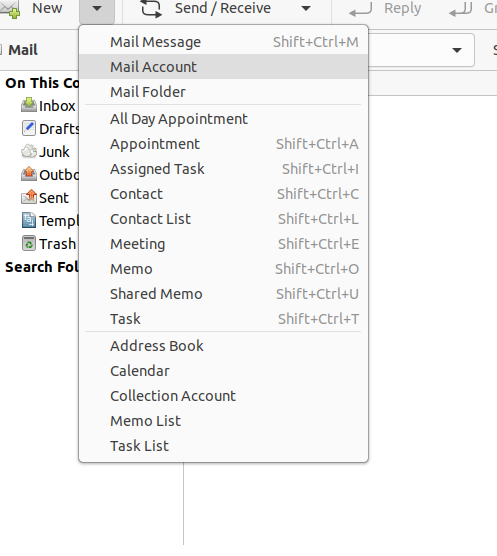 New
Send / Receive
Reply
Mail
On This Co
Inbox
Drafts
Junk
Outbo
Sent
Templ
Trash
Search Fol
Mail Message Shift+Ctrl+M
Mail Account
Mail Folder
All Day Appointment
Appointment Shift+Ctrl+A
Assigned Task Shift+Ctrl+I
Contact Shift+Ctrl+C
Contact List Shift+Ctrl+L
Meeting Shift+Ctrl+E
Memo Shift+Ctrl+O
Shared Memo Shift+Ctrl+U
Task Shift+Ctrl+T
Address Book
Calendar
Collection Account
Memo List
Task List